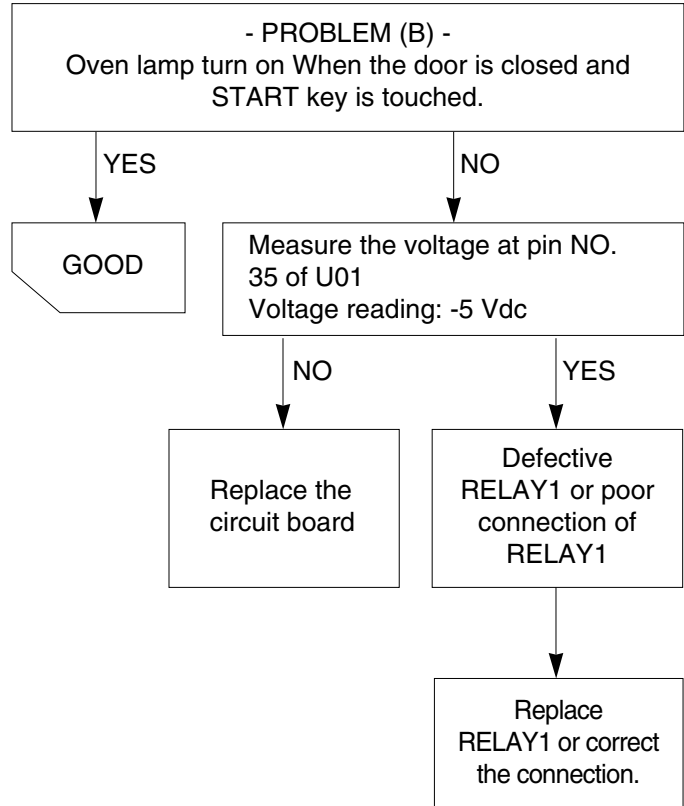 - PROBLEM (B) -
Oven lamp turn on When the door is closed and
START key is touched.
YES
NO
GOOD
Measure the voltage at pin NO.
35 of U01
Voltage reading: -5 Vdc
NO
YES
Replace the
circuit board
Defective
RELAY1 or poor
connection of
RELAY1
Replace
RELAY1 or correct
the connection.